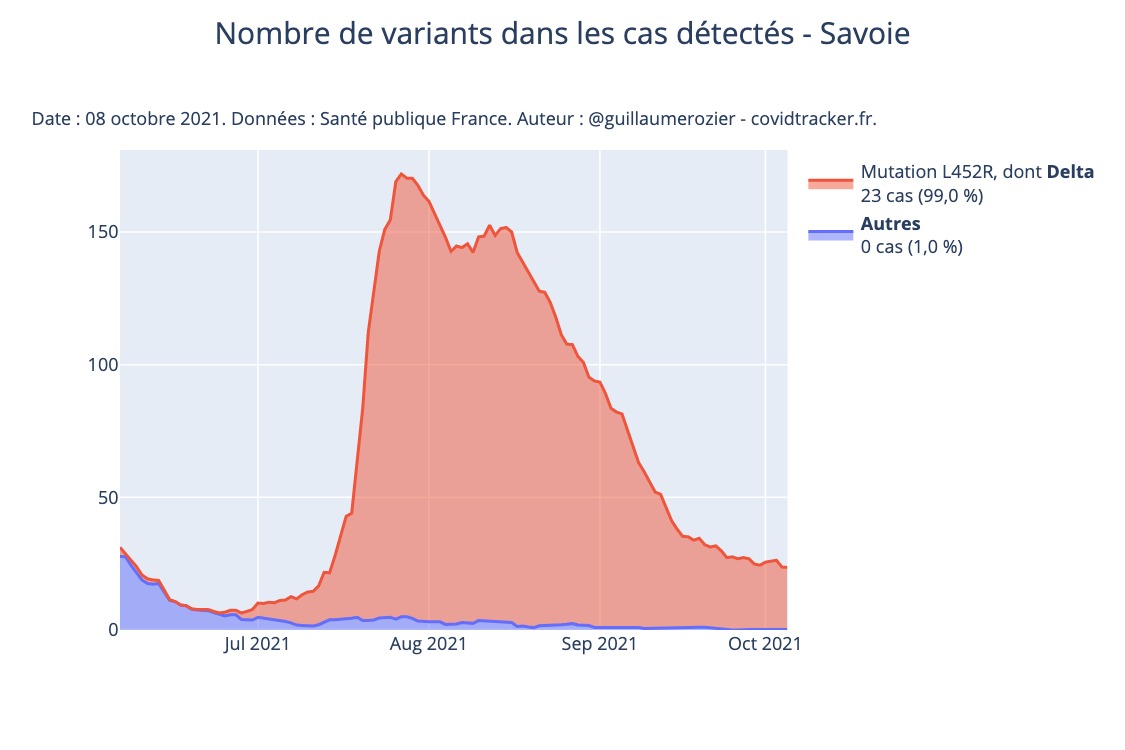 Nombre de variants dans les cas détectés - Savoie
Date : 08 octobre 2021. Données : Santé publique France. Auteur : @guillaumerozier - covidtracker.fr.
Mutation L452R, dont Delta
23 cas (99,0 %)
Autres
0 cas (1,0 %)
150
100
50
0
Jul 2021
Aug 2021
Sep 2021
Oct 2021